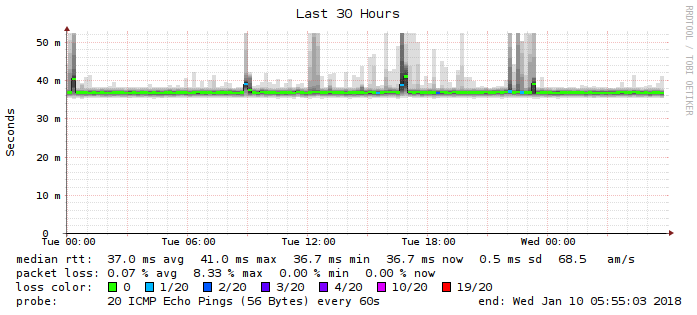 Last 30 Hours
RRDTOOL / TOBI OETIKER
Seconds
50 m
40 m
30 m
20 m
10 m
0
Tue 00:00 Tue 06:00 Tue 12:00 Tue 18:00 Wed 00:00
median rtt: 37.0 ms avg 41.0 ms max 36.7 ms min 36.7 ms now 0.5 ms sd 68.5 am/s
packet loss: 0.07 % avg 8.33 % max 0.00 % min 0.00 % now
loss color: 0 1/20 2/20 3/20 4/20 10/20 19/20
probe: 20 ICMP Echo Pings (56 Bytes) every 60s end: Wed Jan 10 05:55:03 2018